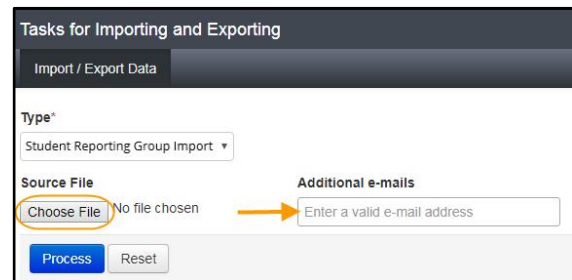 Tasks for Importing and Exporting
Import / Export Data
Type*
Student Reporting Group Import
Source File
Additional e-mails
Choose File No file chosen
Enter a valid e-mail address
Process Reset